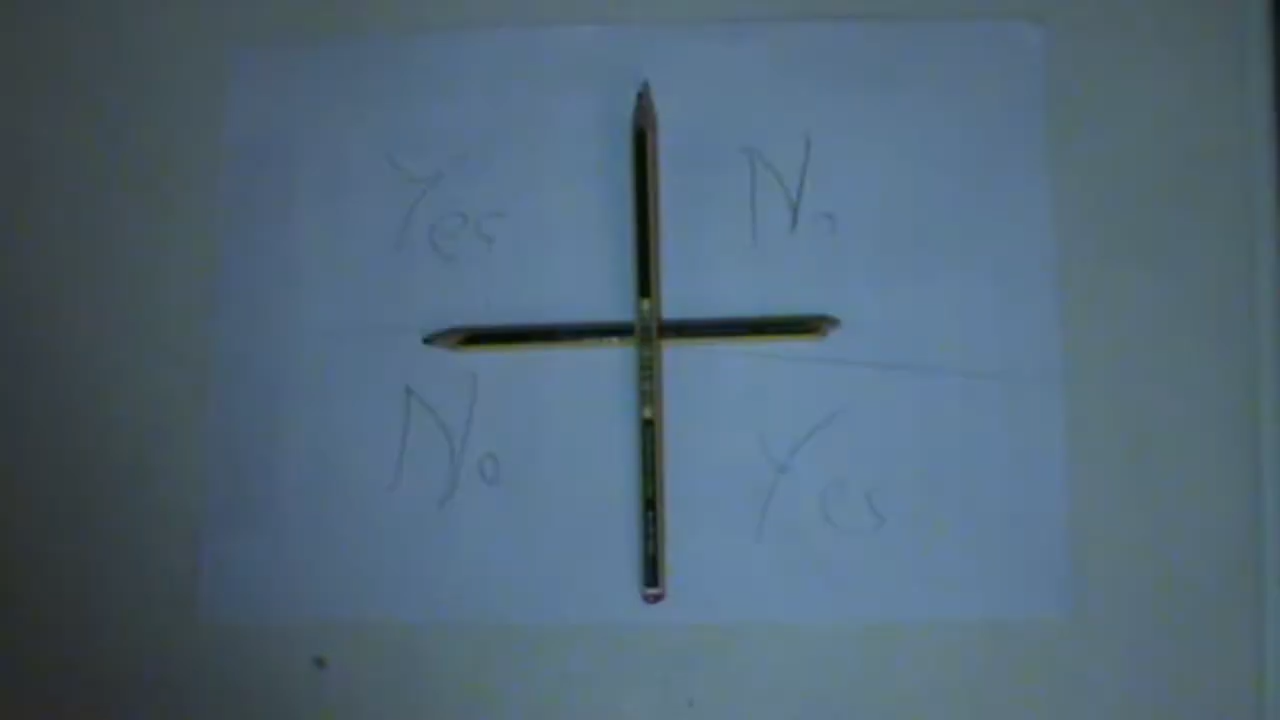 Yes No
No Yes